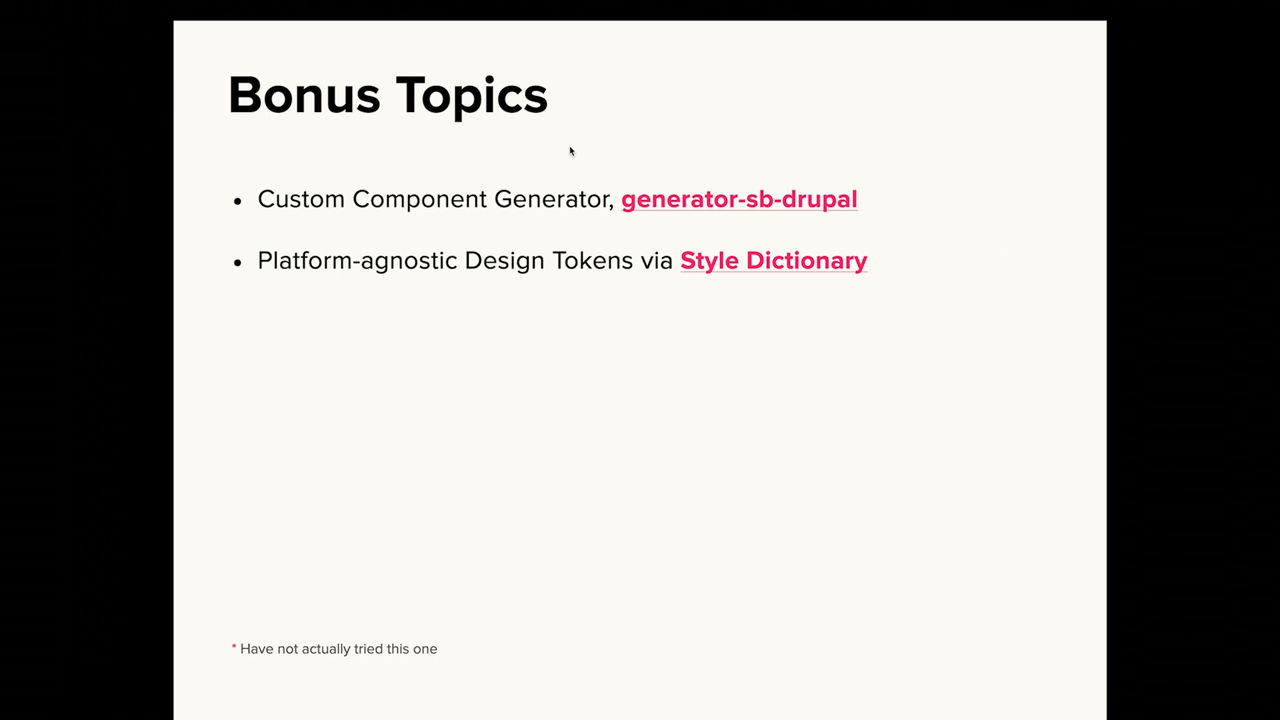 Bonus Topics
• Custom Component Generator, generator-sb-drupal
• Platform-agnostic Design Tokens via Style Dictionary
* Have not actually tried this one